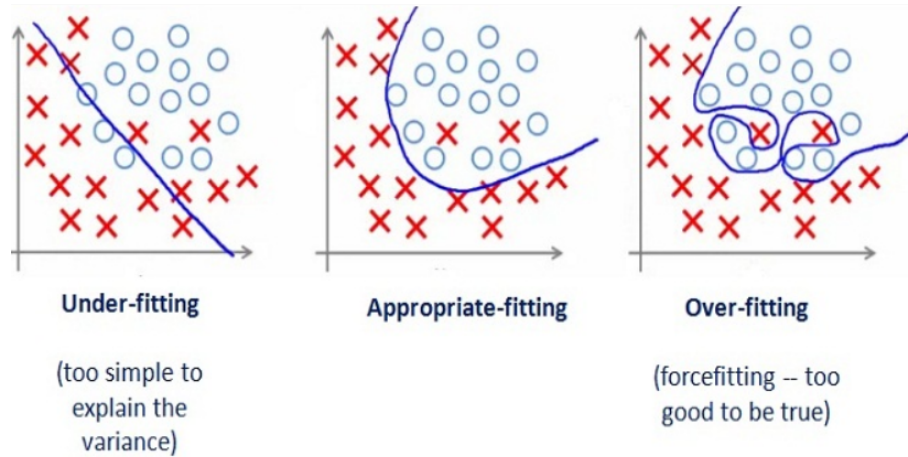 Under-fitting
(too simple to
explain the
variance)
Appropriate-fitting
Over-fitting
(forcefitting -- too
good to be true)